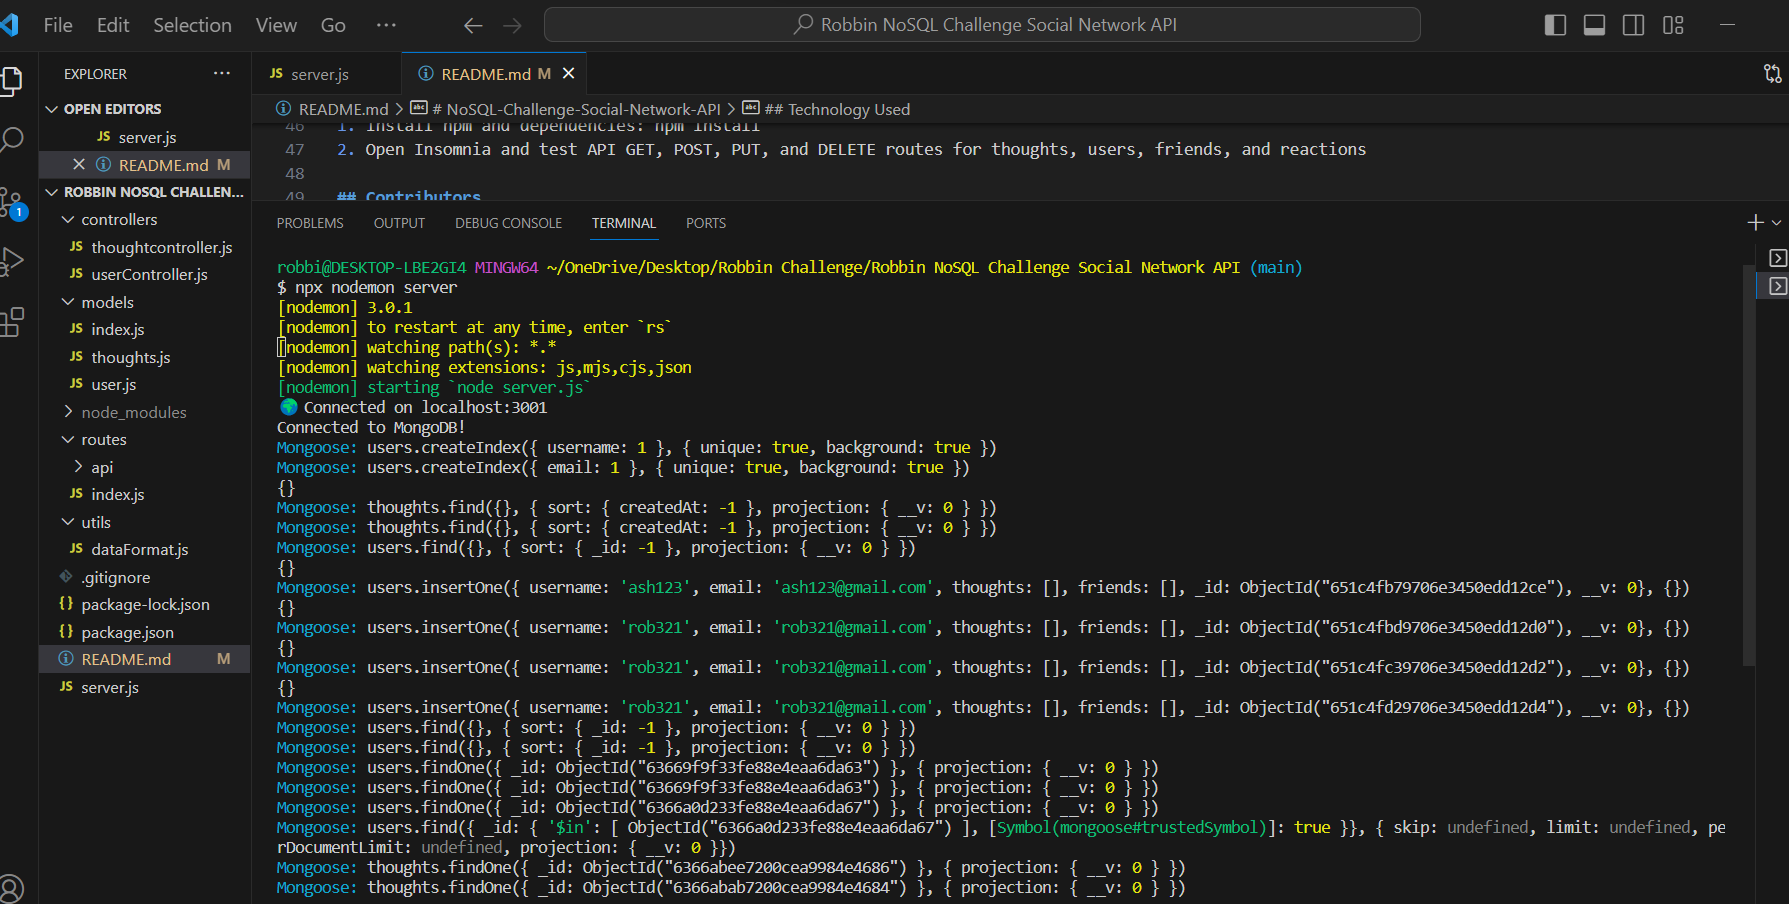 File Edit Selection View Go ··· Robbin NoSQL Challenge Social Network API
EXPLORER ···
OPEN EDITORS
JS server.js
README.md M
ROBBIN NOSQL CHALLEN...
controllers
JS thoughtcontroller.js
JS userController.js
models
JS index.js
JS thoughts.js
JS user.js
node_modules
routes
api
JS index.js
utils
JS dataFormat.js
.gitignore
{} package-lock.json
{} package.json
README.md M
JS server.js
1
JS server.js README.md M
README.md > # NoSQL-Challenge-Social-Network-API > ## Technology Used
46 1. Install npm and dependencies: npm install
47 2. Open Insomnia and test API GET, POST, PUT, and DELETE routes for thoughts, users, friends, and reactions
48
49 ## Contributors
PROBLEMS OUTPUT DEBUG CONSOLE TERMINAL PORTS
robbi@DESKTOP-LBE2GI4 MINGW64 ~/OneDrive/Desktop/Robbin Challenge/Robbin NoSQL Challenge Social Network API (main)
$ npx nodemon server
[nodemon] 3.0.1
[nodemon] to restart at any time, enter `rs`
[nodemon] watching path(s): *.*
[nodemon] watching extensions: js,mjs,cjs,json
[nodemon] starting `node server.js`
🌍 Connected on localhost:3001
Connected to MongoDB!
Mongoose: users.createIndex({ username: 1 }, { unique: true, background: true })
Mongoose: users.createIndex({ email: 1 }, { unique: true, background: true })
{}
Mongoose: thoughts.find({}, { sort: { createdAt: -1 }, projection: { __v: 0 } })
Mongoose: thoughts.find({}, { sort: { createdAt: -1 }, projection: { __v: 0 } })
Mongoose: users.find({}, { sort: { _id: -1 }, projection: { __v: 0 } })
{}
Mongoose: users.insertOne({ username: 'ash123', email: 'ash123@gmail.com', thoughts: [], friends: [], _id: ObjectId("651c4fb79706e3450edd12ce"), __v: 0}, {})
{}
Mongoose: users.insertOne({ username: 'rob321', email: 'rob321@gmail.com', thoughts: [], friends: [], _id: ObjectId("651c4fbd9706e3450edd12d0"), __v: 0}, {})
{}
Mongoose: users.insertOne({ username: 'rob321', email: 'rob321@gmail.com', thoughts: [], friends: [], _id: ObjectId("651c4fc39706e3450edd12d2"), __v: 0}, {})
{}
Mongoose: users.insertOne({ username: 'rob321', email: 'rob321@gmail.com', thoughts: [], friends: [], _id: ObjectId("651c4fd29706e3450edd12d4"), __v: 0}, {})
Mongoose: users.find({}, { sort: { _id: -1 }, projection: { __v: 0 } })
Mongoose: users.find({}, { sort: { _id: -1 }, projection: { __v: 0 } })
Mongoose: users.findOne({ _id: ObjectId("63669f9f33fe88e4eaa6da63") }, { projection: { __v: 0 } })
Mongoose: users.findOne({ _id: ObjectId("63669f9f33fe88e4eaa6da63") }, { projection: { __v: 0 } })
Mongoose: users.findOne({ _id: ObjectId("6366a0d233fe88e4eaa6da67") }, { projection: { __v: 0 } })
Mongoose: users.find({ _id: { '$in': [ ObjectId("6366a0d233fe88e4eaa6da67") ], [Symbol(mongoose#trustedSymbol)]: true }}, { skip: undefined, limit: undefined, pe
rDocumentLimit: undefined, projection: { __v: 0 }})
Mongoose: thoughts.findOne({ _id: ObjectId("6366abee7200cea9984e4686") }, { projection: { __v: 0 } })
Mongoose: thoughts.findOne({ _id: ObjectId("6366abab7200cea9984e4684") }, { projection: { __v: 0 } })